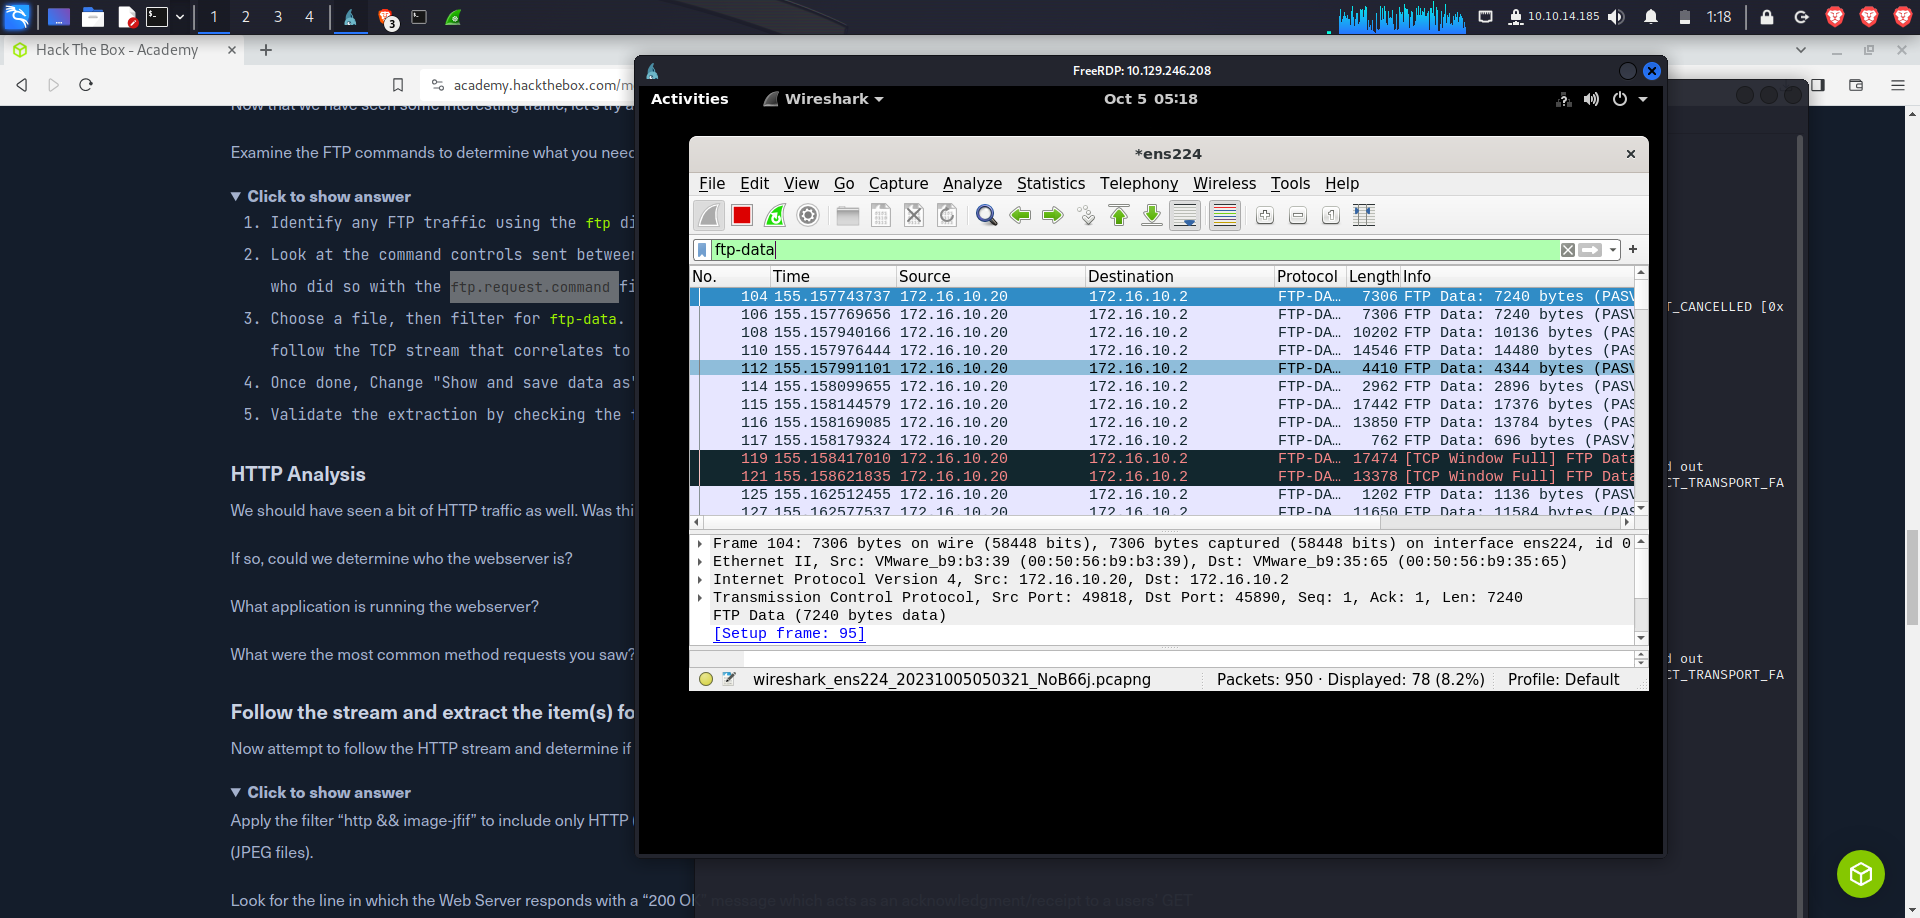 1 2 3 4
3
10.10.14.185
1:18
Hack The Box - Academy
academy.hackthebox.com/m
Now that we have seen some interesting traffic, let's try a
Examine the FTP commands to determine what you need
Click to show answer
1. Identify any FTP traffic using the ftp di
2. Look at the command controls sent between
who did so with the ftp.request.command fi
3. Choose a file, then filter for ftp-data.
follow the TCP stream that correlates to
4. Once done, Change "Show and save data as"
5. Validate the extraction by checking the f
HTTP Analysis
We should have seen a bit of HTTP traffic as well. Was thi
If so, could we determine who the webserver is?
What application is running the webserver?
What were the most common method requests you saw?
Follow the stream and extract the item(s) fo
Now attempt to follow the HTTP stream and determine if
Click to show answer
Apply the filter “http && image-jfif” to include only HTTP (
(JPEG files).
Look for the line in which the Web Server responds with a “200 OK” message which acts as an acknowledgment/receipt to a users' GET
FreeRDP: 10.129.246.208
Activities Wireshark Oct 5 05:18
*ens224
File Edit View Go Capture Analyze Statistics Telephony Wireless Tools Help
ftp-data
No. Time Source Destination Protocol Length Info
104 155.157743737 172.16.10.20 172.16.10.2 FTP-DA… 7306 FTP Data: 7240 bytes (PASV
106 155.157769656 172.16.10.20 172.16.10.2 FTP-DA… 7306 FTP Data: 7240 bytes (PASV
108 155.157940166 172.16.10.20 172.16.10.2 FTP-DA… 10202 FTP Data: 10136 bytes (PAS
110 155.157976444 172.16.10.20 172.16.10.2 FTP-DA… 14546 FTP Data: 14480 bytes (PAS
112 155.157991101 172.16.10.20 172.16.10.2 FTP-DA… 4410 FTP Data: 4344 bytes (PASV
114 155.158099655 172.16.10.20 172.16.10.2 FTP-DA… 2962 FTP Data: 2896 bytes (PASV
115 155.158144579 172.16.10.20 172.16.10.2 FTP-DA… 17442 FTP Data: 17376 bytes (PAS
116 155.158169085 172.16.10.20 172.16.10.2 FTP-DA… 13850 FTP Data: 13784 bytes (PAS
117 155.158179324 172.16.10.20 172.16.10.2 FTP-DA… 762 FTP Data: 696 bytes (PASV)
119 155.158417010 172.16.10.20 172.16.10.2 FTP-DA… 17474 [TCP Window Full] FTP Data
121 155.158621835 172.16.10.20 172.16.10.2 FTP-DA… 13378 [TCP Window Full] FTP Data
125 155.162512455 172.16.10.20 172.16.10.2 FTP-DA… 1202 FTP Data: 1136 bytes (PASV
127 155.162577537 172.16.10.20 172.16.10.2 FTP-DA 11650 FTP Data: 11584 bytes (PAS
Frame 104: 7306 bytes on wire (58448 bits), 7306 bytes captured (58448 bits) on interface ens224, id 0
Ethernet II, Src: VMware_b9:b3:39 (00:50:56:b9:b3:39), Dst: VMware_b9:35:65 (00:50:56:b9:35:65)
Internet Protocol Version 4, Src: 172.16.10.20, Dst: 172.16.10.2
Transmission Control Protocol, Src Port: 49818, Dst Port: 45890, Seq: 1, Ack: 1, Len: 7240
FTP Data (7240 bytes data)
[Setup frame: 95]
wireshark_ens224_20231005050321_NoB66j.pcapng Packets: 950 · Displayed: 78 (8.2%) Profile: Default
T_CANCELLED [0x
d out
CT_TRANSPORT_FA
d out
CT_TRANSPORT_FA